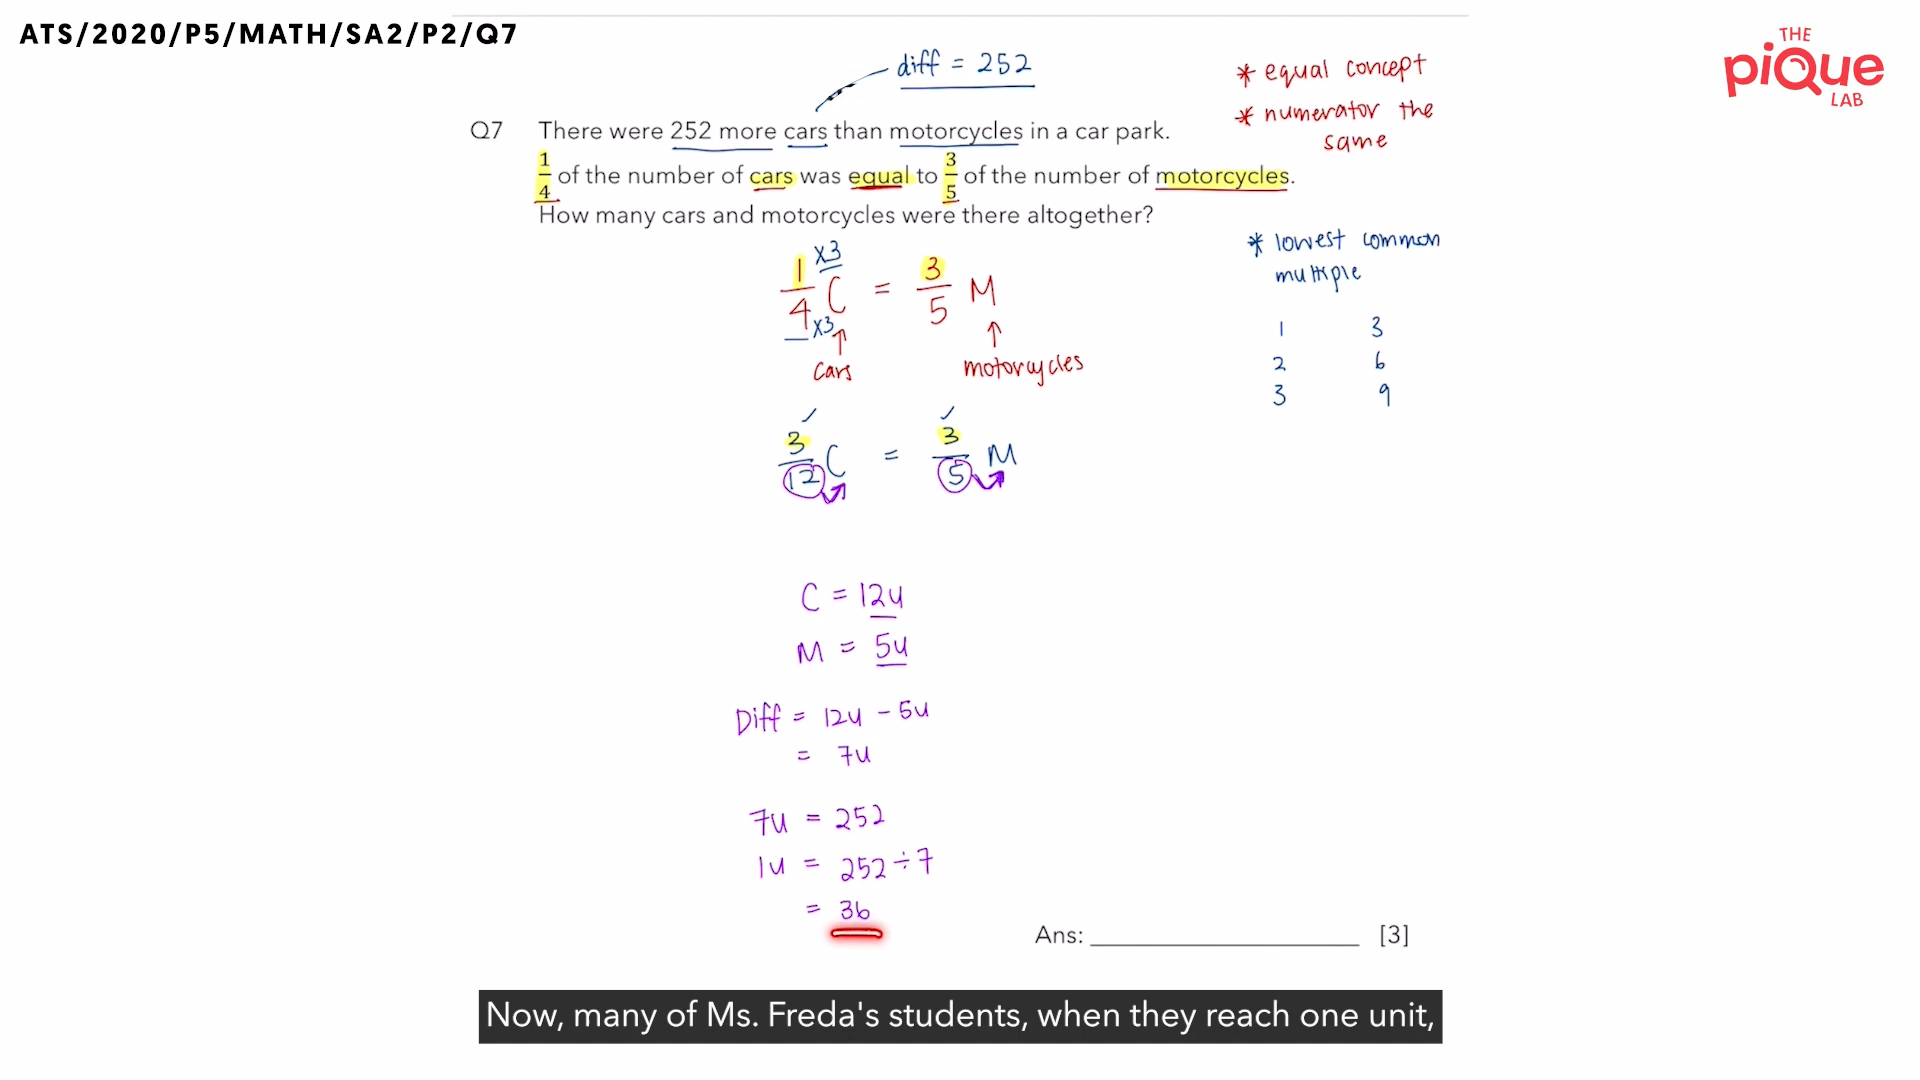 ATS/2020/P5/MATH/SA2/P2/Q7
THE
piQue
LAB
diff = 252
* equal concept
* numerator the
same
Q7 There were 252 more cars than motorcycles in a car park.
1/4 of the number of cars was equal to 3/5 of the number of motorcycles.
How many cars and motorcycles were there altogether?
* lowest common
multiple
1 3
2 6
3 9
x3
1/4 C = 3/5 M
x3
↑ ↑
cars motorcycles
✓ ✓
3/12 C = 3/5 M
C = 12u
M = 5u
Diff = 12u - 5u
= 7u
7u = 252
1u = 252 ÷ 7
= 36
Ans: ____________________ [3]
Now, many of Ms. Freda's students, when they reach one unit,